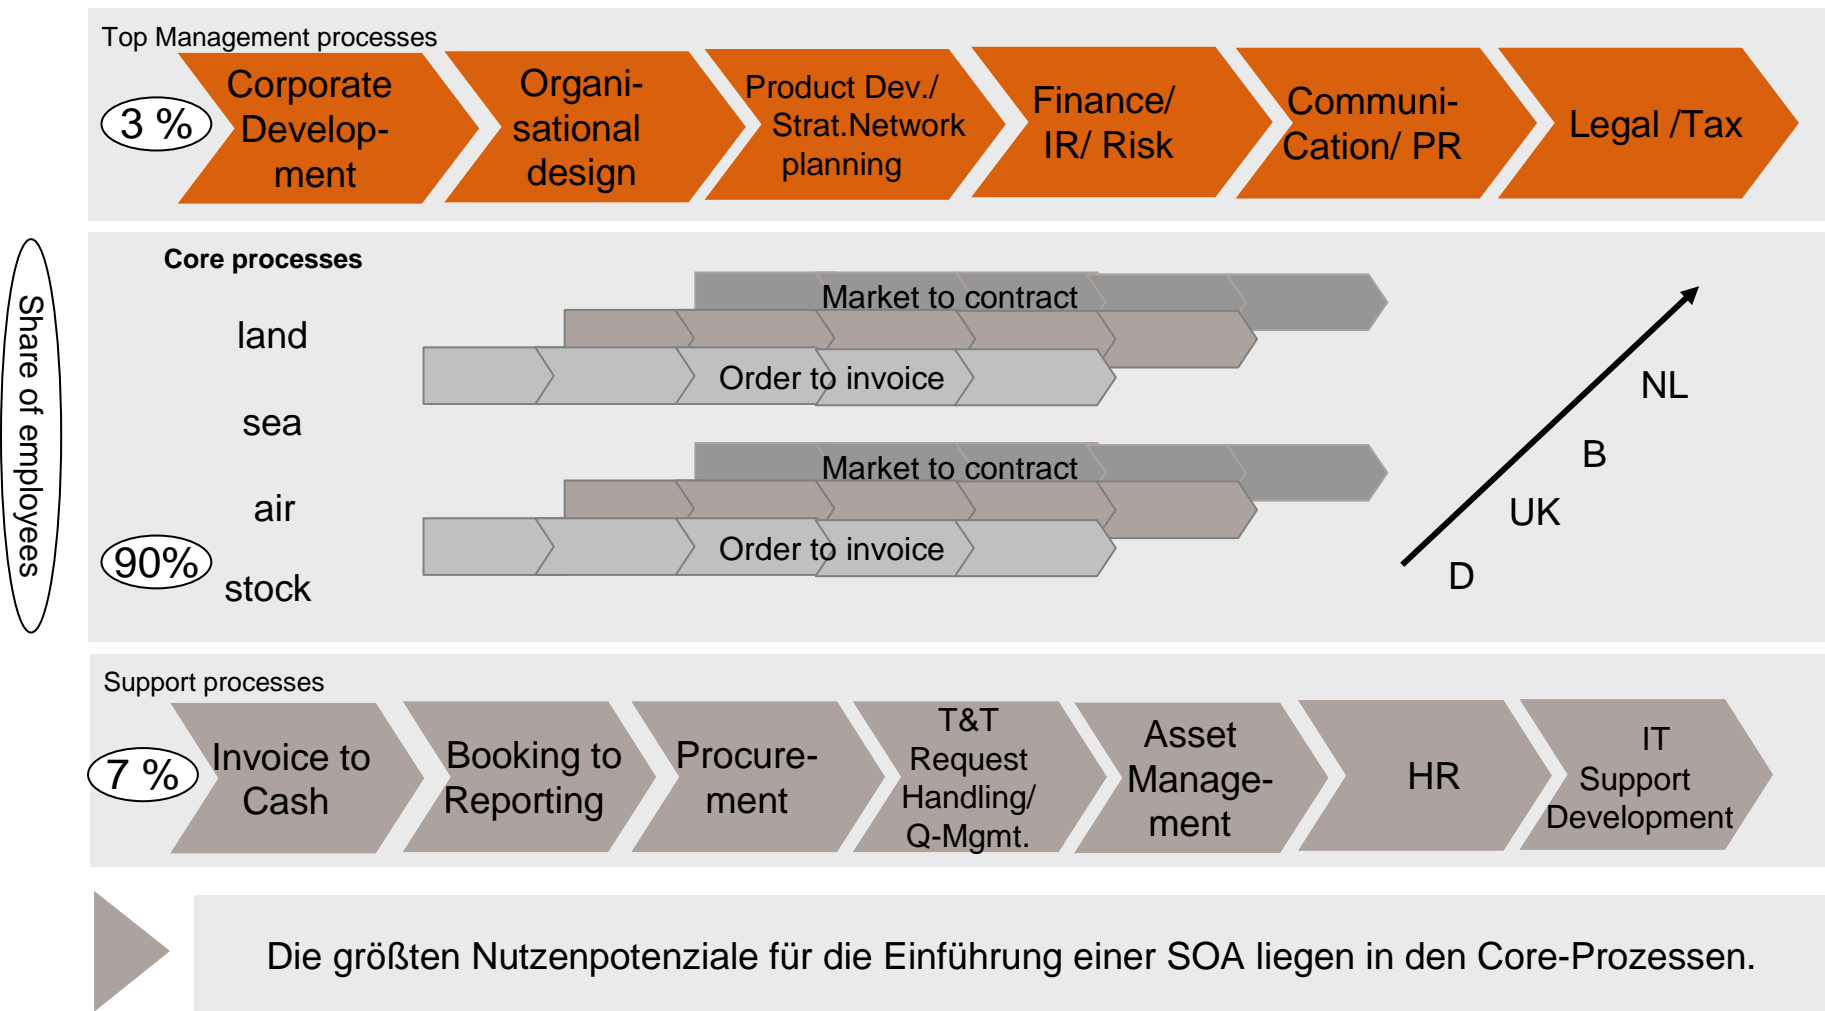 Top Management processes
3 %
Corporate
Develop-
ment
Organi-
sational
design
Product Dev./
Strat.Network
planning
Finance/
IR/ Risk
Communi-
Cation/ PR
Legal /Tax
Share of employees
Core processes
land
sea
air
stock
90%
Market to contract
Order to invoice
Market to contract
Order to invoice
NL
B
UK
D
Support processes
7 %
Invoice to
Cash
Booking to
Reporting
Procure-
ment
T&T
Request
Handling/
Q-Mgmt.
Asset
Manage-
ment
HR
IT
Support
Development
Die größten Nutzenpotenziale für die Einführung einer SOA liegen in den Core-Prozessen.